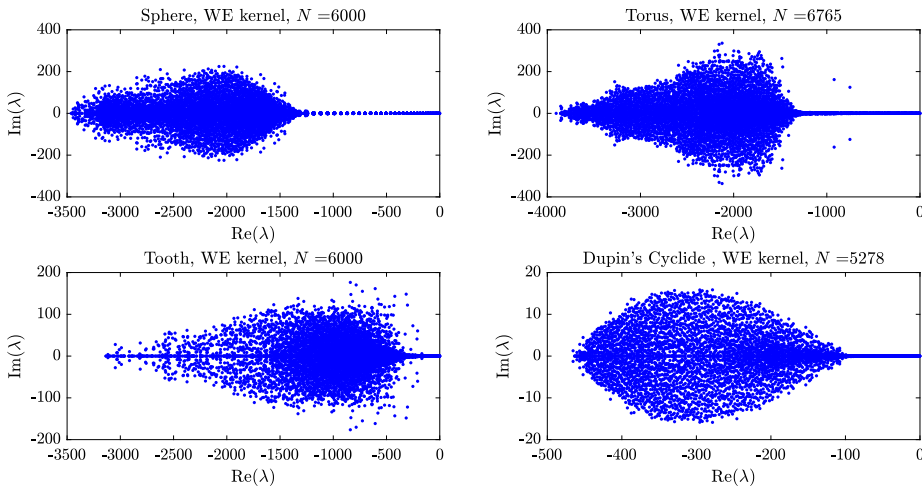 Sphere, WE kernel, N =6000
400
200
0
-200
-400
Im(λ)
-3500 -3000 -2500 -2000 -1500 -1000 -500 0
Re(λ)
Torus, WE kernel, N =6765
400
200
0
-200
-400
Im(λ)
-4000 -3000 -2000 -1000 0
Re(λ)
Tooth, WE kernel, N =6000
200
100
0
-100
-200
Im(λ)
-3500 -3000 -2500 -2000 -1500 -1000 -500 0
Re(λ)
Dupin's Cyclide , WE kernel, N =5278
20
10
0
-10
-20
Im(λ)
-500 -400 -300 -200 -100 0
Re(λ)